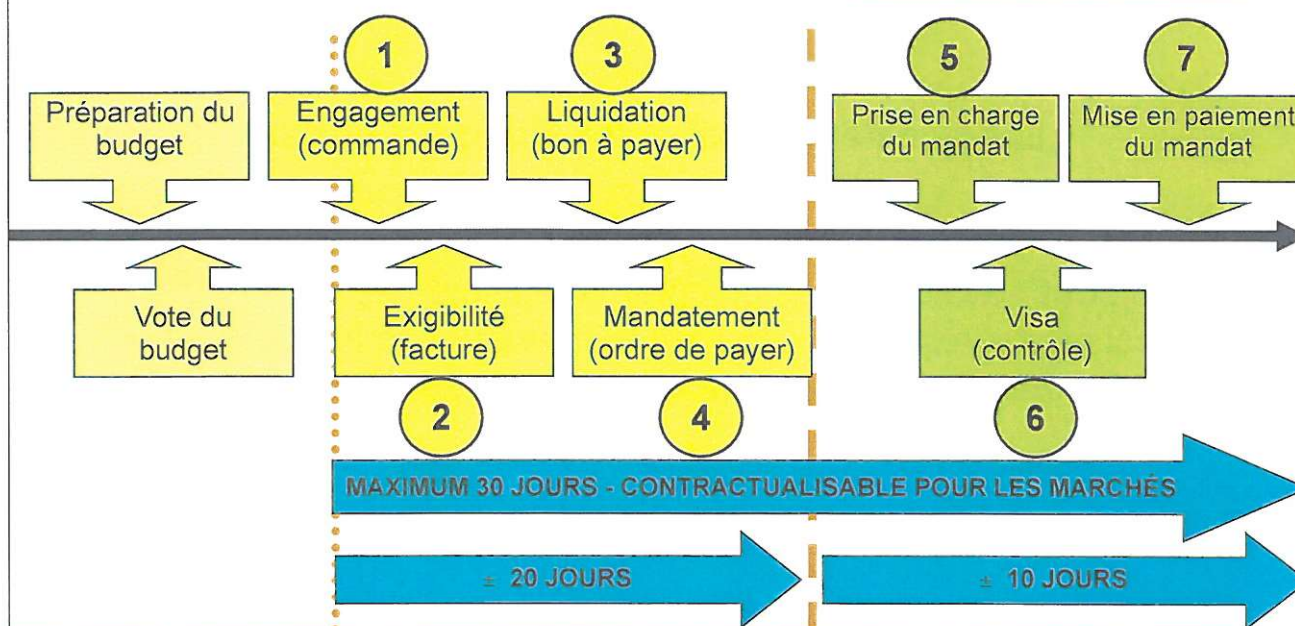 1
3
5
7
Préparation du
budget
Engagement
(commande)
Liquidation
(bon à payer)
Prise en charge
du mandat
Mise en paiement
du mandat
Vote du
budget
Exigibilité
(facture)
Mandatement
(ordre de payer)
Visa
(contrôle)
2
4
6
MAXIMUM 30 JOURS - CONTRACTUALISABLE POUR LES MARCHÉS
± 20 JOURS
± 10 JOURS